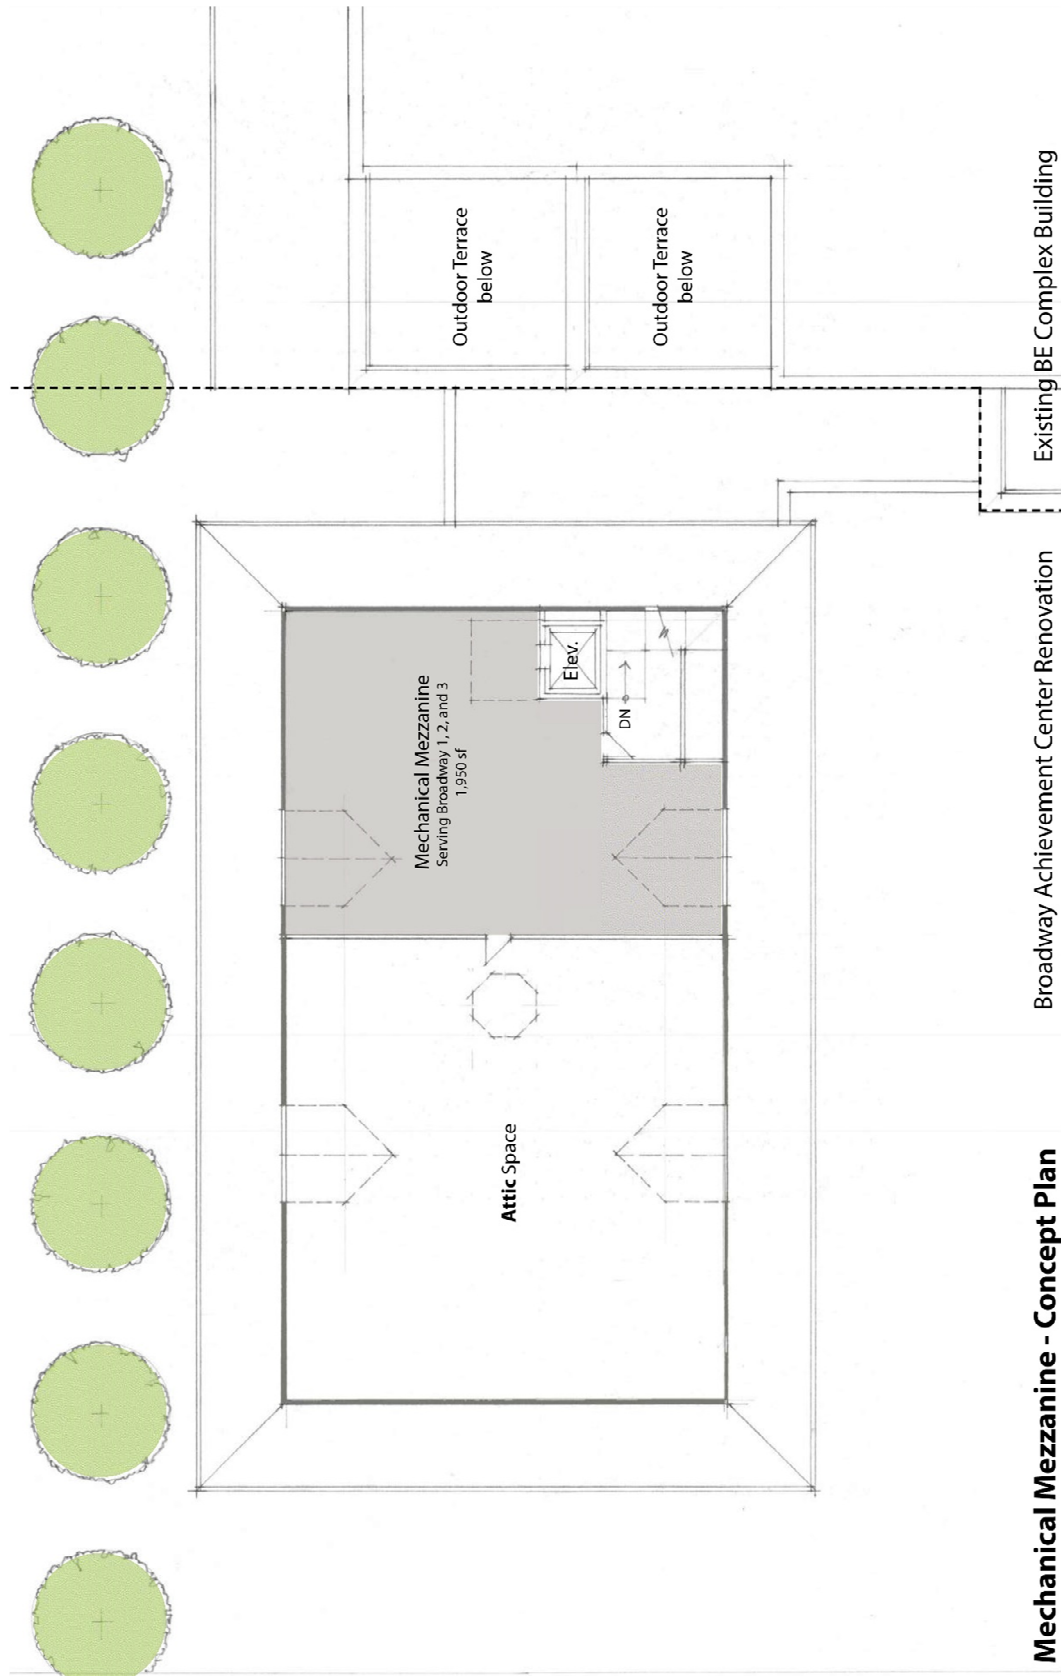 Outdoor Terrace
below
Outdoor Terrace
below
Mechanical Mezzanine
Serving Broadway 1, 2, and 3
1,950 sf
Elev.
DN
Attic Space
Mechanical Mezzanine - Concept Plan
Broadway Achievement Center Renovation
Existing BE Complex Building